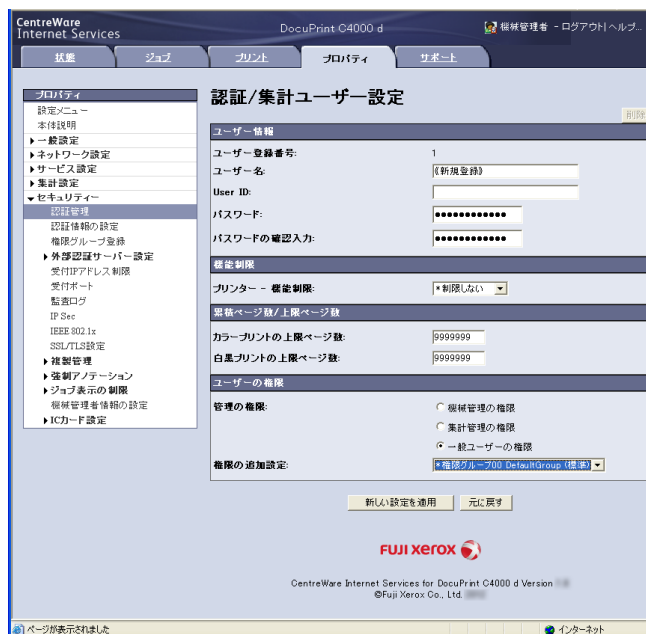 CentreWare
Internet Services
DocuPrint C4000 d
機械管理者 - ログアウト|ヘルプ...
状態
ジョブ
プリント
プロパティ
サポート
プロパティ
設定メニュー
本体説明
一般設定
ネットワーク設定
サービス設定
集計設定
セキュリティー
認証管理
認証情報の設定
権限グループ登録
外部認証サーバー設定
受付IPアドレス制限
受付ポート
監査ログ
IP Sec
IEEE 802.1x
SSL/TLS設定
複製管理
強制アノテーション
ジョブ表示の制限
機械管理者情報の設定
ICカード設定
認証/集計ユーザー設定
削除
ユーザー情報
ユーザー登録番号: 1
ユーザー名: (新規登録)
User ID:
パスワード: ●●●●●●●●●●●●
パスワードの確認入力: ●●●●●●●●●●●●
機能制限
プリンター - 機能制限: *制限しない
累積ページ数/上限ページ数
カラープリントの上限ページ数: 9999999
白黒プリントの上限ページ数: 9999999
ユーザーの権限
管理の権限: 機械管理の権限
集計管理の権限
一般ユーザーの権限
権限の追加設定: *権限グループ00 DefaultGroup (標準)
新しい設定を適用 元に戻す
FUJI xerox
CentreWare Internet Services for DocuPrint C4000 d Version
©Fuji Xerox Co., Ltd.
ページが表示されました
インターネット